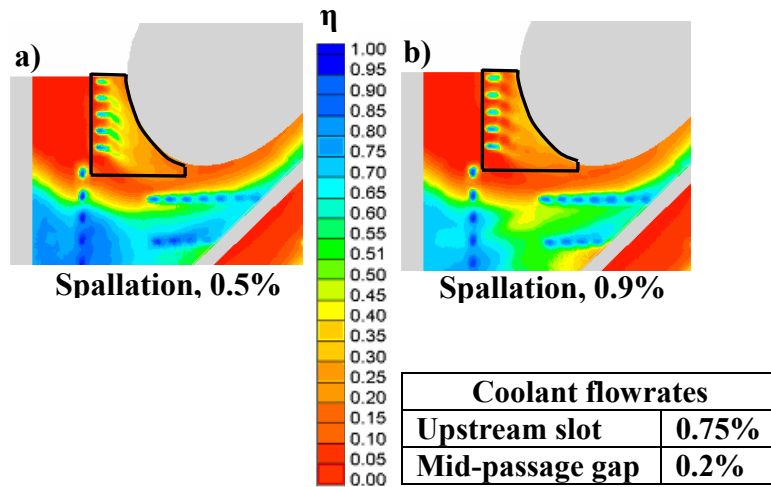 a)
η
b)
1.00
0.95
0.90
0.85
0.80
0.75
0.70
0.65
0.60
0.55
0.51
0.50
0.45
0.40
0.35
0.30
0.25
0.20
0.15
0.10
0.05
0.00
Spallation, 0.5%
Spallation, 0.9%
Coolant flowrates
Upstream slot 0.75%
Mid-passage gap 0.2%